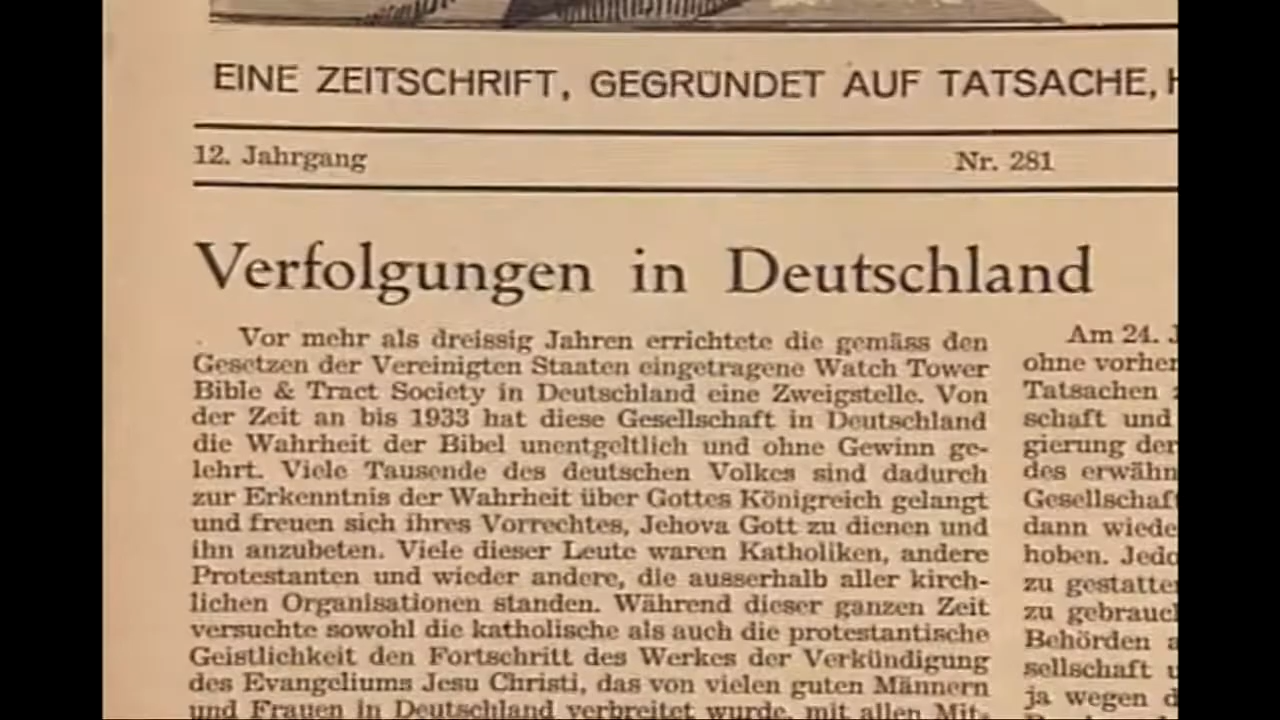 EINE ZEITSCHRIFT, GEGRÜNDET AUF TATSACHE,
12. Jahrgang
Nr. 281
Verfolgungen in Deutschland
Vor mehr als dreissig Jahren errichtete die gemäss den
Gesetzen der Vereinigten Staaten eingetragene Watch Tower
Bible & Tract Society in Deutschland eine Zweigstelle. Von
der Zeit an bis 1933 hat diese Gesellschaft in Deutschland
die Wahrheit der Bibel unentgeltlich und ohne Gewinn ge-
lehrt. Viele Tausende des deutschen Volkes sind dadurch
zur Erkenntnis der Wahrheit über Gottes Königreich gelangt
und freuen sich ihres Vorrechtes, Jehova Gott zu dienen und
ihn anzubeten. Viele dieser Leute waren Katholiken, andere
Protestanten und wieder andere, die ausserhalb aller kirch-
lichen Organisationen standen. Während dieser ganzen Zeit
versuchte sowohl die katholische als auch die protestantische
Geistlichkeit den Fortschritt des Werkes der Verkündigung
des Evangeliums Jesu Christi, das von vielen guten Männern
und Frauen in Deutschland verbreitet wurde, mit allen Mit-
Am 24.
ohne vorher
Tatsachen
schaft und
gierung der
des erwähn
Gesellschaft
dann wiede
hoben. Jedo
zu gestatte
zu gebrauc
Behörden a
sellschaft u
ja wegen d